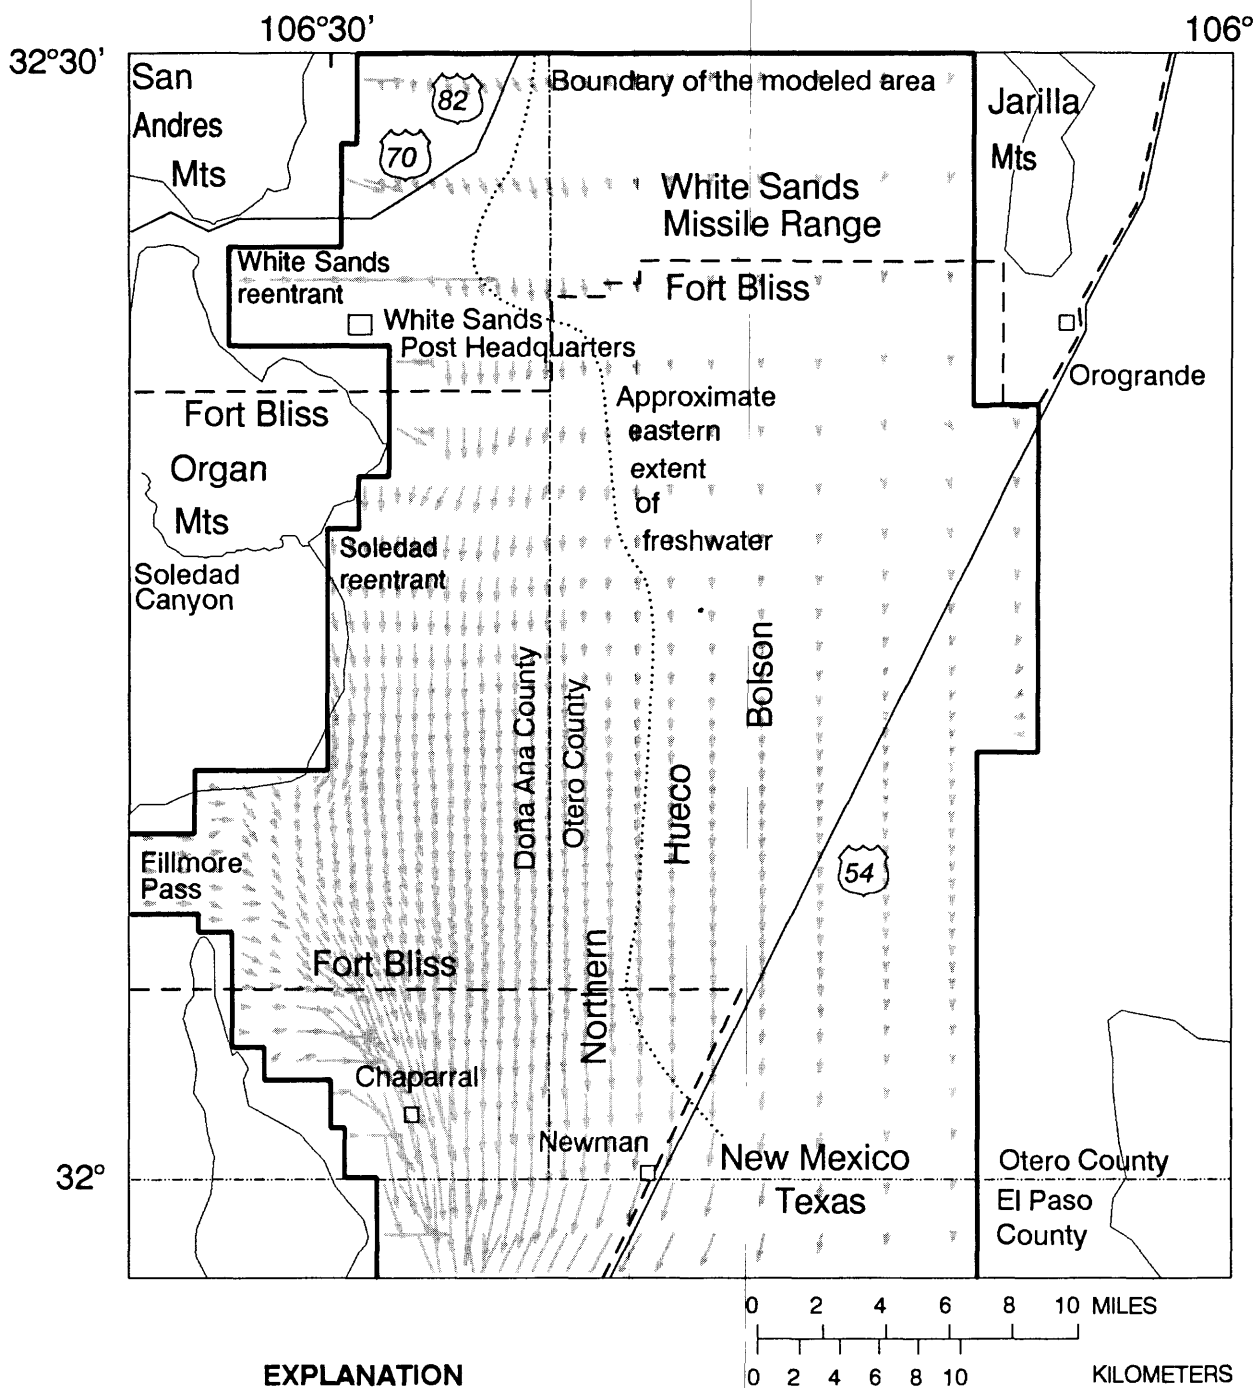 106°30'
106°
32°30'
San
Andres
Mts
82
70
Boundary of the modeled area
Jarilla
Mts
White Sands
Missile Range
White Sands
reentrant
Fort Bliss
White Sands
Post Headquarters
Orogrande
Fort Bliss
Approximate
eastern
extent
of
freshwater
Organ
Mts
Soledad
reentrant
Soledad
Canyon
Doña Ana County
Otero County
Bolson
Hueco
Northern
54
Fillmore
Pass
Fort Bliss
Chaparral
Newman
32°
New Mexico
Texas
Otero County
El Paso
County
0 2 4 6 8 10 MILES
0 2 4 6 8 10 KILOMETERS
EXPLANATION